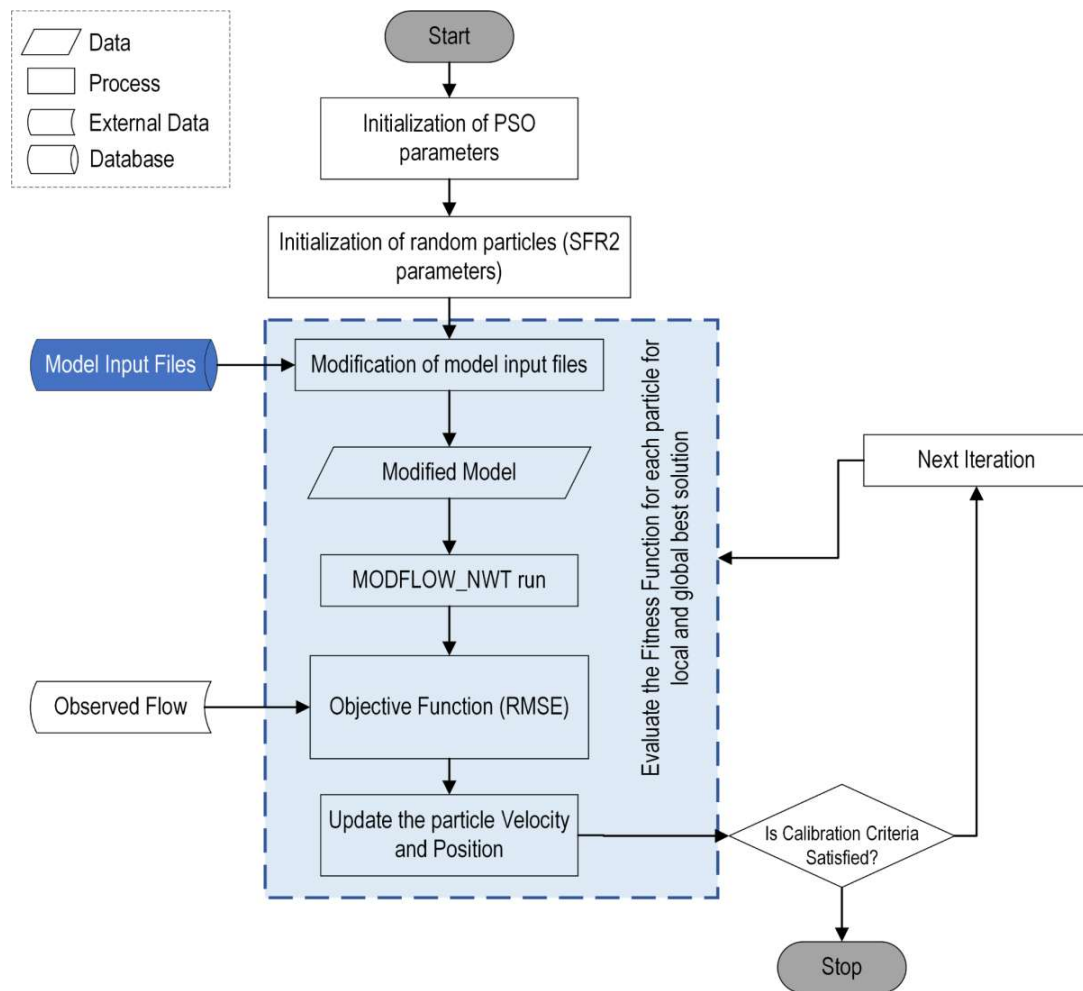 Data
Process
External Data
Database
Start
Initialization of PSO
parameters
Initialization of random particles (SFR2
parameters)
Model Input Files
Modification of model input files
Modified Model
MODFLOW_NWT run
Observed Flow
Objective Function (RMSE)
Update the particle Velocity
and Position
Evaluate the Fitness Function for each particle for
local and global best solution
Next Iteration
Is Calibration Criteria
Satisfied?
Stop